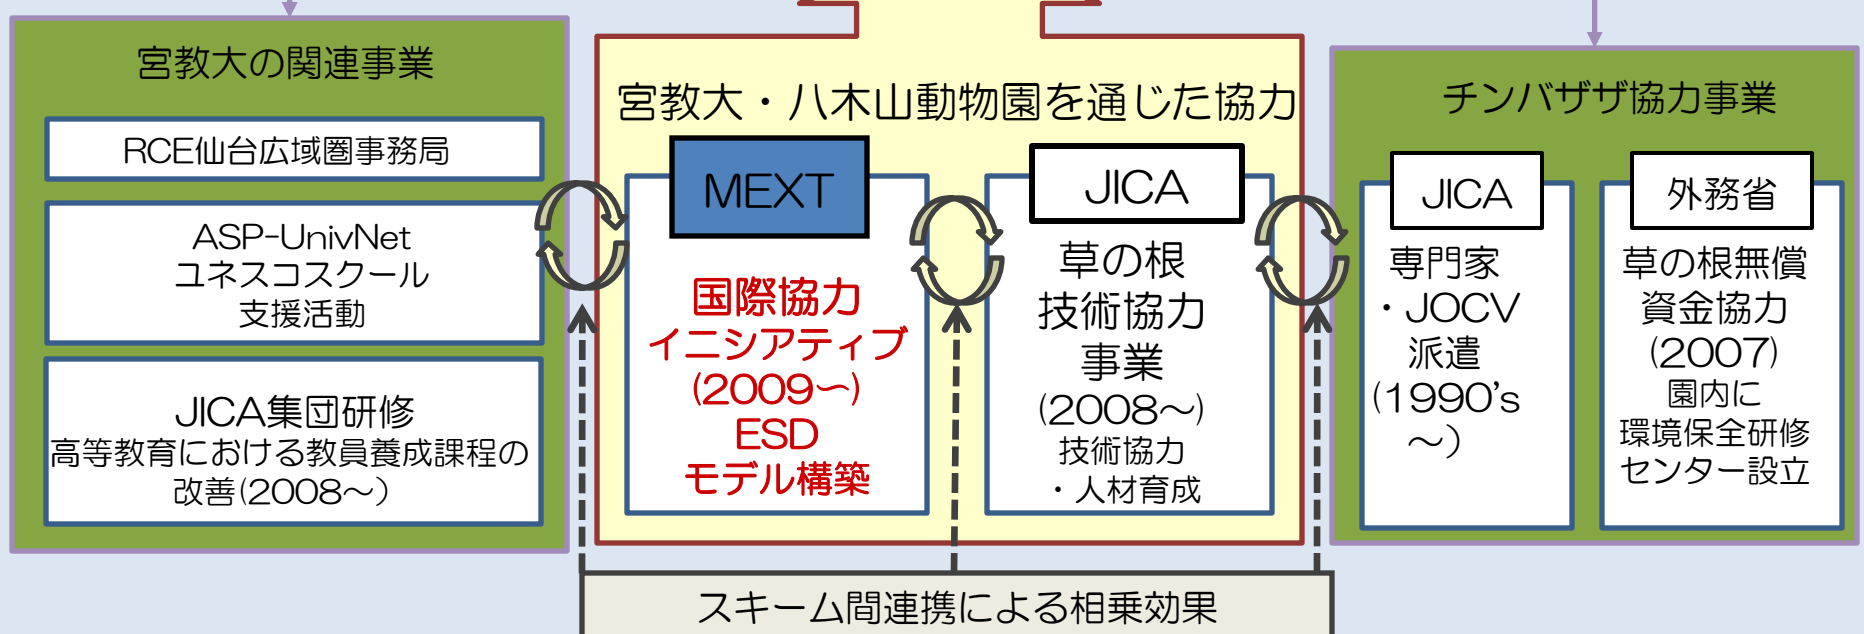 宮教大の関連事業
RCE仙台広域圏事務局
ASP-UnivNet
ユネスコスクール
支援活動
JICA集団研修
高等教育における教員養成課程の
改善(2008～)
宮教大・八木山動物園を通じた協力
MEXT
国際協力
イニシアティブ
(2009～)
ESD
モデル構築
JICA
草の根
技術協力
事業
(2008～)
技術協力
・人材育成
チンバザザ協力事業
JICA
専門家
・JOCV
派遣
(1990's
～)
外務省
草の根無償
資金協力
(2007)
園内に
環境保全研修
センター設立
スキーム間連携による相乗効果